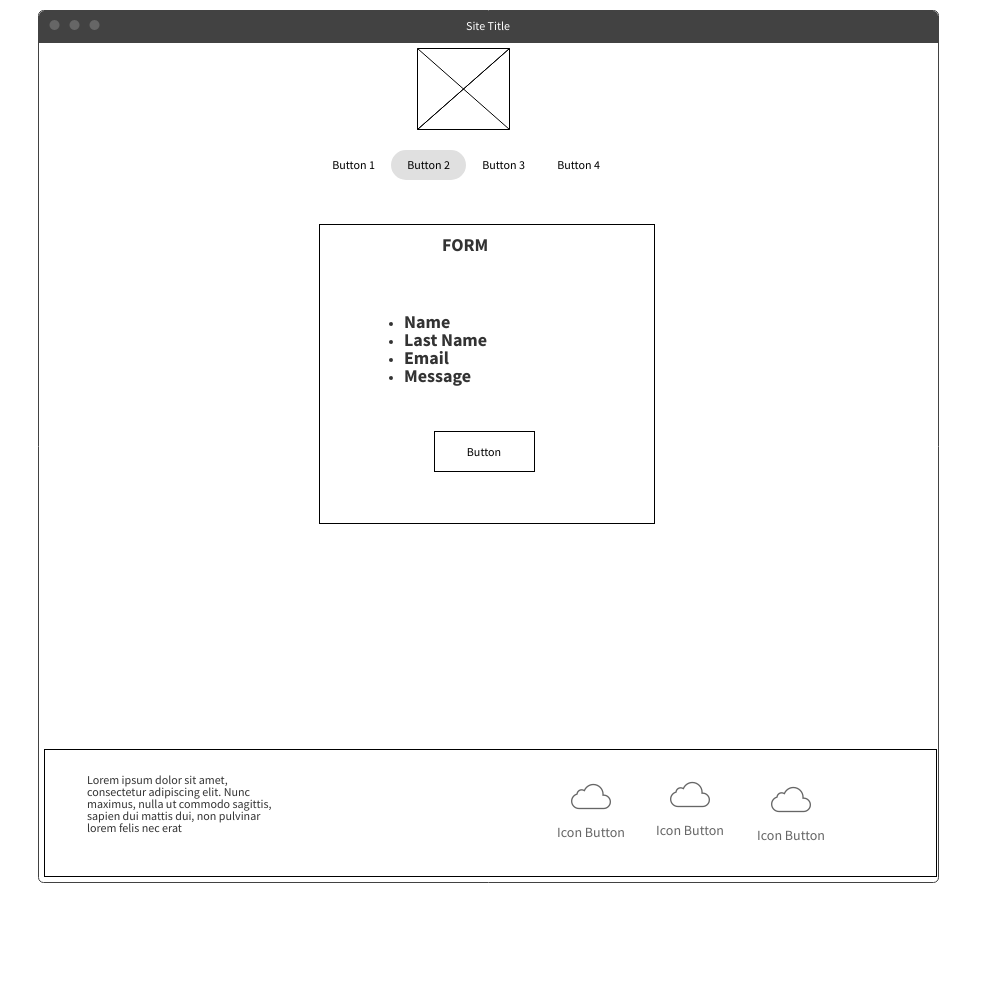 Site Title
Button 1 Button 2 Button 3 Button 4
FORM
• Name
• Last Name
• Email
• Message
Button
Lorem ipsum dolor sit amet,
consectetur adipiscing elit. Nunc
maximus, nulla ut commodo sagittis,
sapien dui mattis dui, non pulvinar
lorem felis nec erat
Icon Button Icon Button Icon Button